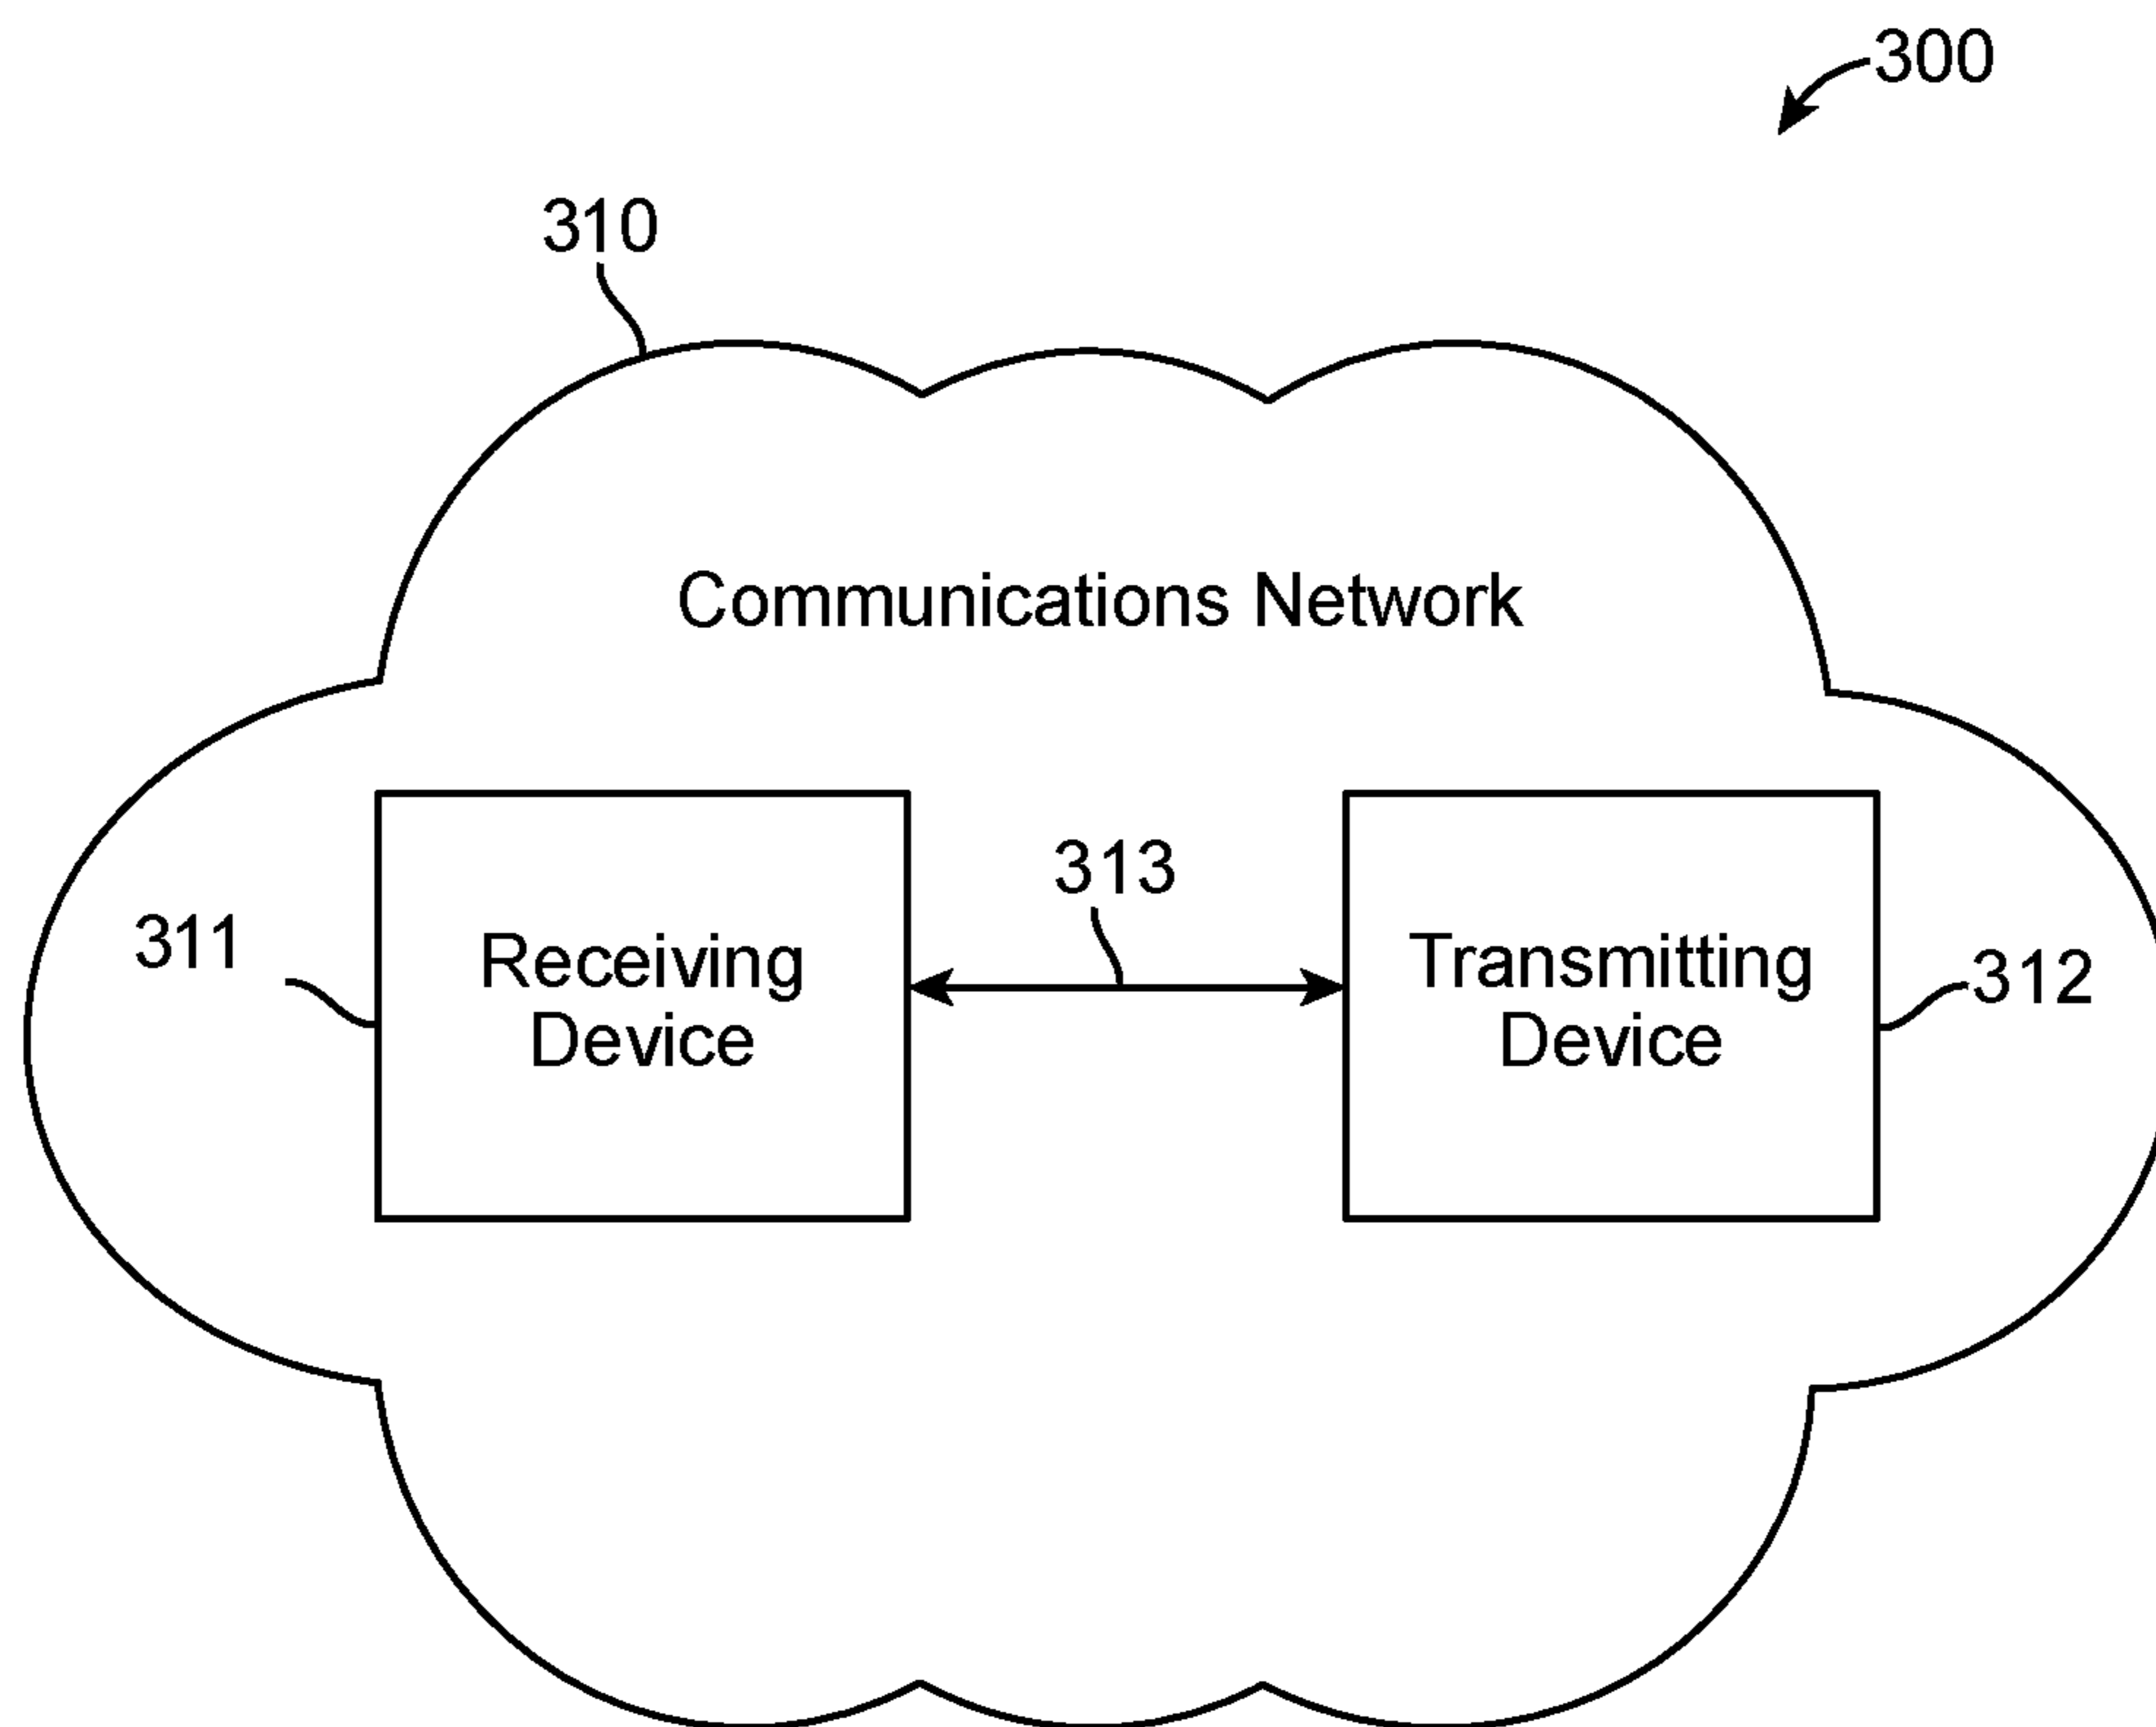 300
310
Communications Network
313
311
Receiving
Device
Transmitting
Device
312